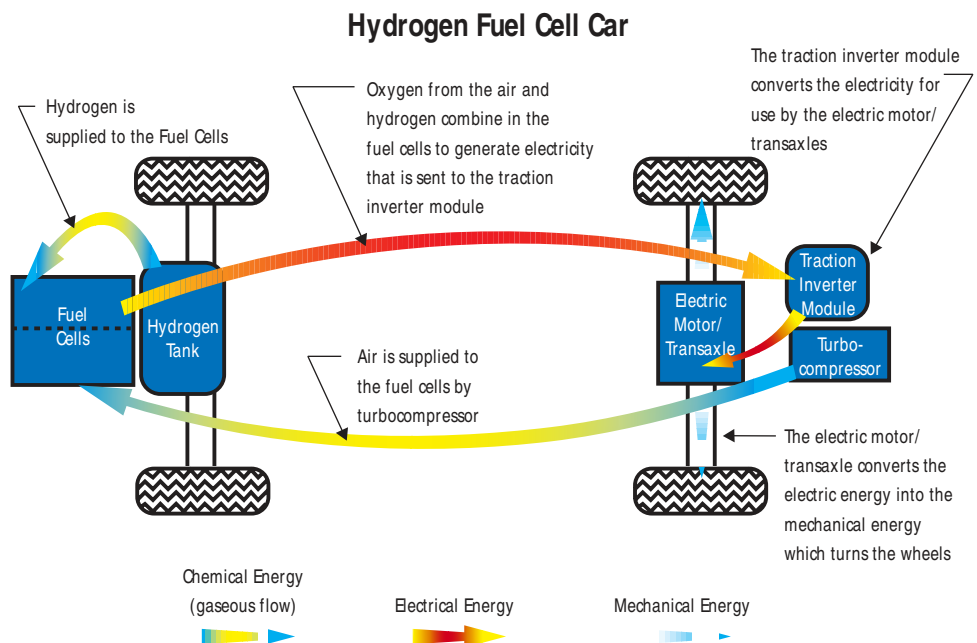 Hydrogen Fuel Cell Car
Hydrogen is
supplied to the Fuel Cells
Oxygen from the air and
hydrogen combine in the
fuel cells to generate electricity
that is sent to the traction
inverter module
The traction inverter module
converts the electricity for
use by the electric motor/
transaxles
Fuel
Cells
Hydrogen
Tank
Electric
Motor/
Transaxle
Traction
Inverter
Module
Turbo-
compressor
Air is supplied to
the fuel cells by
turbocompressor
The electric motor/
transaxle converts the
electric energy into the
mechanical energy
which turns the wheels
Chemical Energy
(gaseous flow)
Electrical Energy
Mechanical Energy